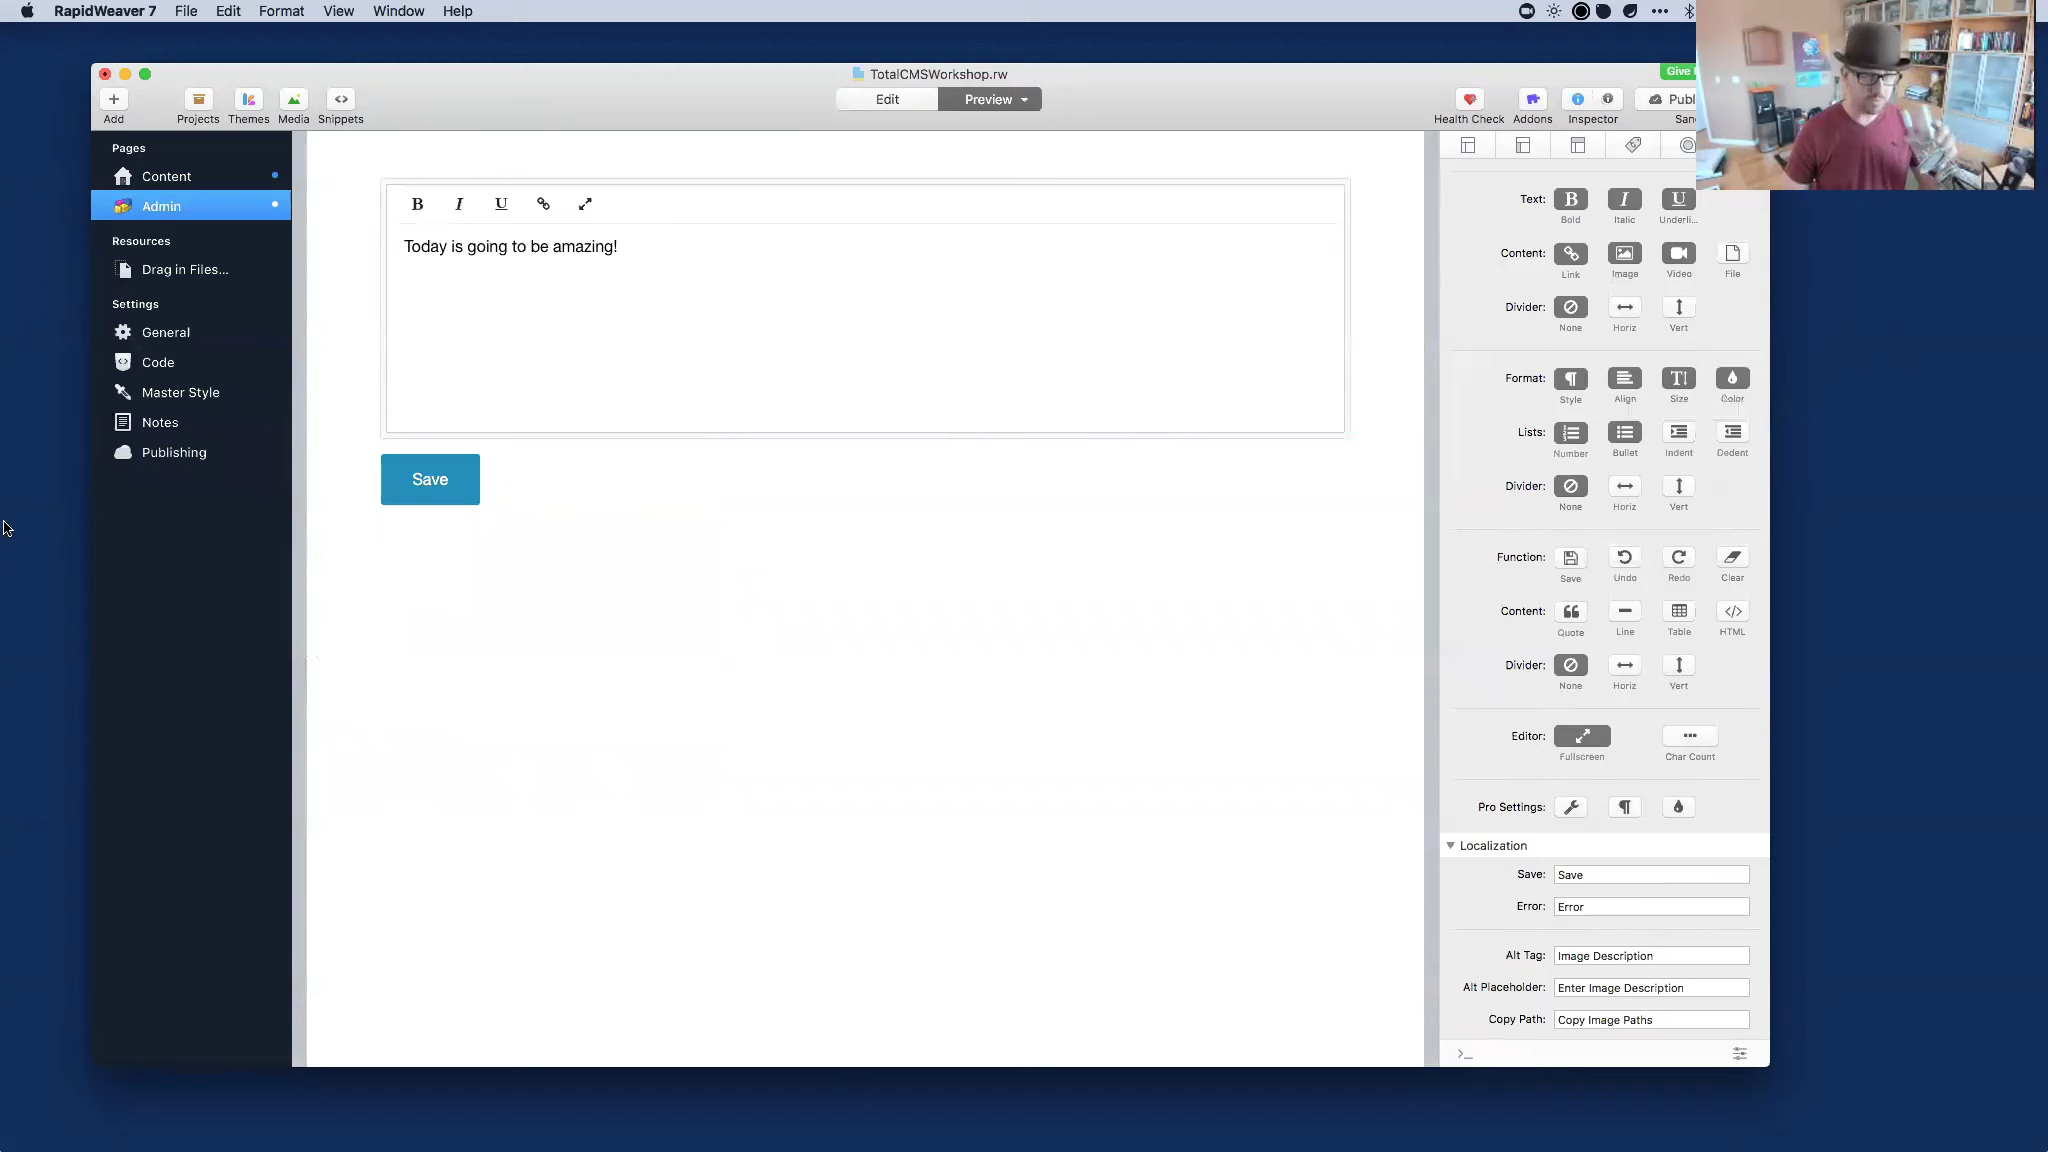 RapidWeaver 7 File Edit Format View Window Help
TotalCMSWorkshop.rw
Add Projects Themes Media Snippets
Edit Preview
Health Check Addons Inspector
Pages
Content
Admin
Resources
Drag in Files...
Settings
General
Code
Master Style
Notes
Publishing
B I U
Today is going to be amazing!
Save
Text: B I U
Bold Italic Underli...
Content:
Link Image Video File
Divider:
None Horiz Vert
Format:
Style Align Size Color
Lists:
Number Bullet Indent Dedent
Divider:
None Horiz Vert
Function:
Save Undo Redo Clear
Content:
Quote Line Table HTML
Divider:
None Horiz Vert
Editor:
Fullscreen Char Count
Pro Settings:
Localization
Save: Save
Error: Error
Alt Tag: Image Description
Alt Placeholder: Enter Image Description
Copy Path: Copy Image Paths